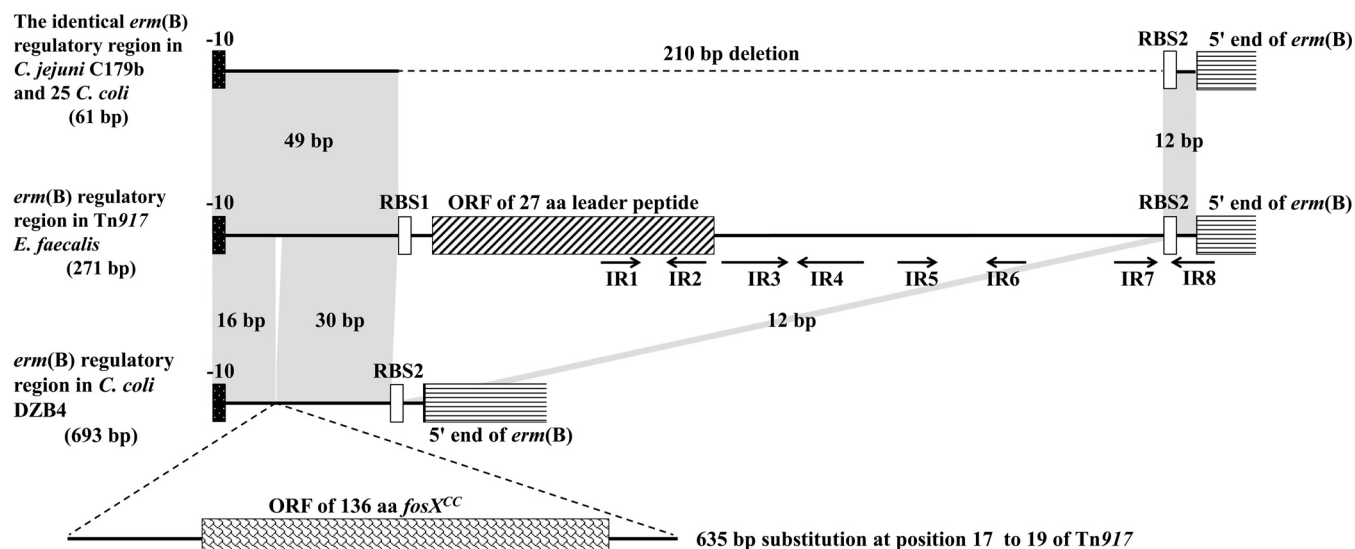 The identical erm(B)
regulatory region in
C. jejuni C179b
and 25 C. coli
(61 bp)
-10
210 bp deletion
RBS2
5' end of erm(B)
49 bp
12 bp
erm(B) regulatory
region in Tn917
E. faecalis
(271 bp)
-10
RBS1
ORF of 27 aa leader peptide
RBS2
5' end of erm(B)
IR1
IR2
IR3
IR4
IR5
IR6
IR7
IR8
16 bp
30 bp
12 bp
erm(B) regulatory
region in C. coli
DZB4
(693 bp)
-10
RBS2
5' end of erm(B)
ORF of 136 aa fosX^CC
635 bp substitution at position 17 to 19 of Tn917